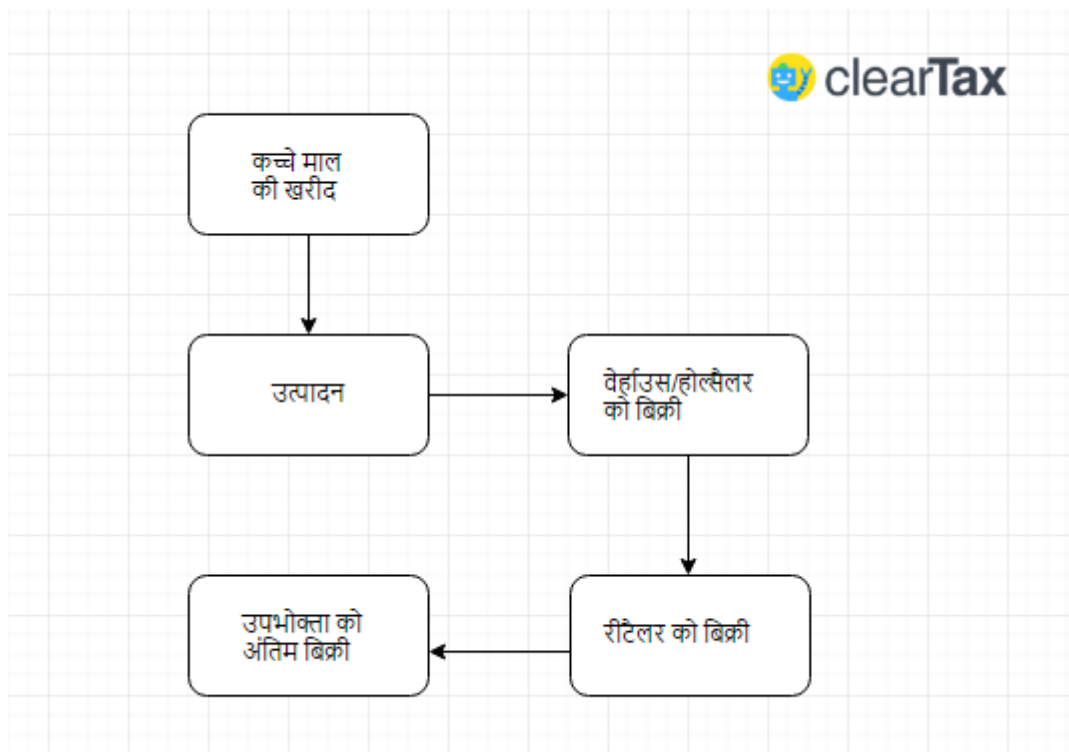 clearTax
कच्चे माल
की खरीद
उत्पादन
वेर्हाउस/होल्सैलर
को बिक्री
रीटैलर को बिक्री
उपभोक्ता को
अंतिम बिक्री